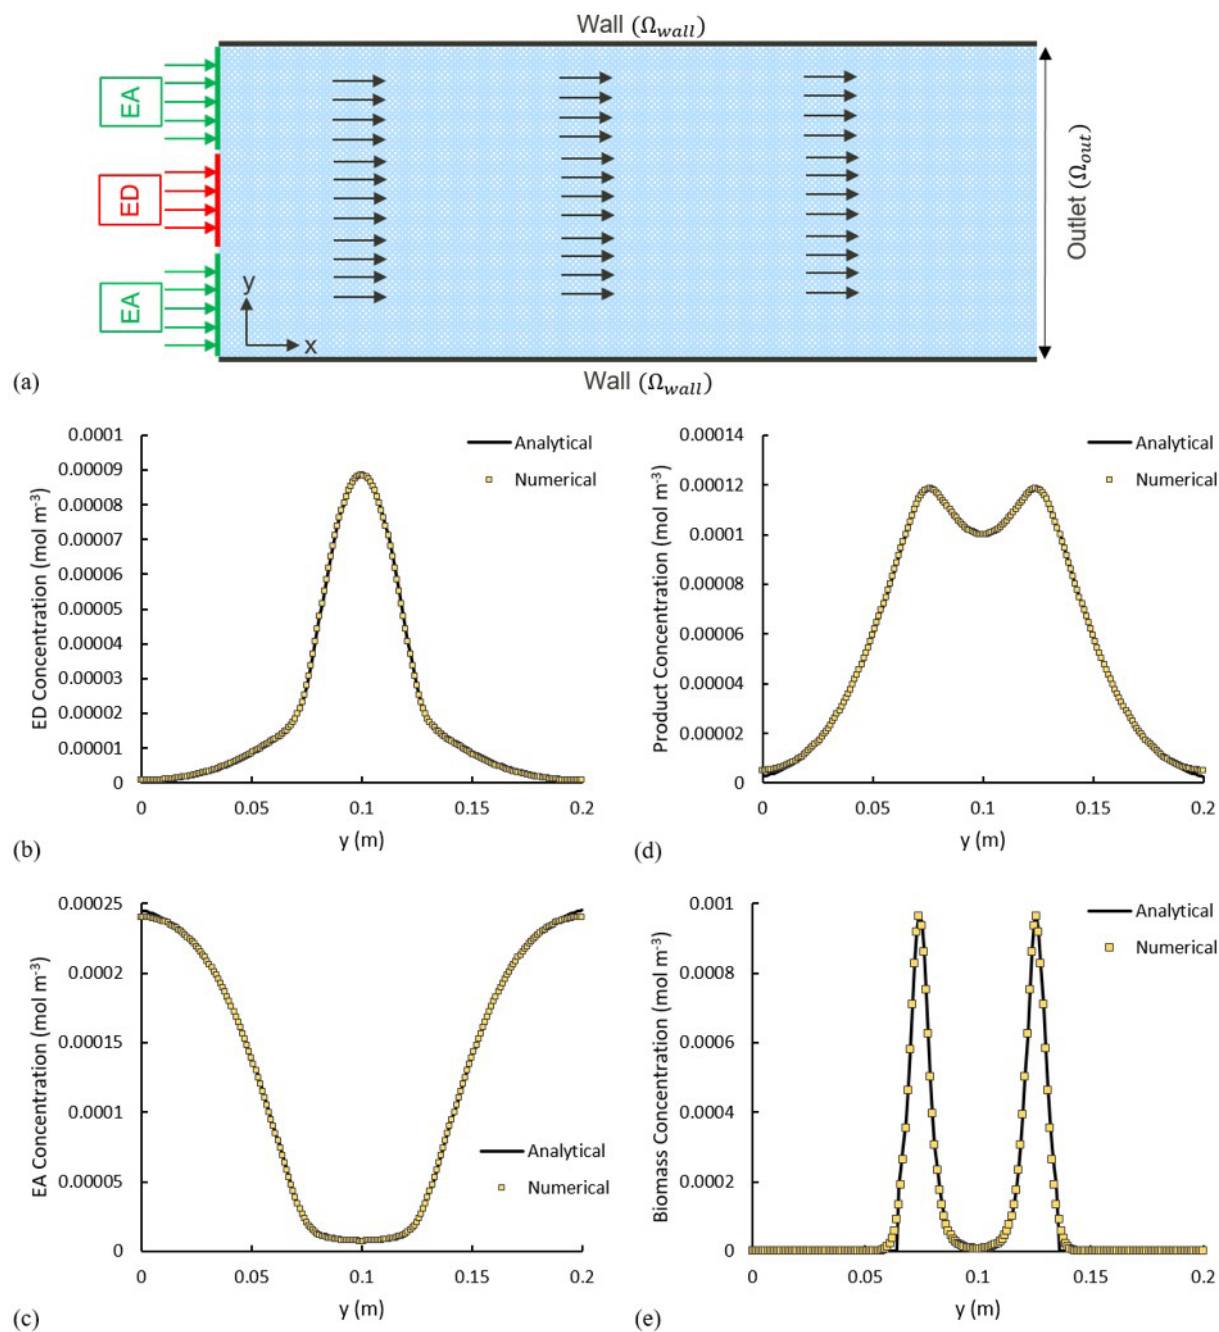 Wall (Ω_wall)
EA
ED
EA
y
x
Outlet (Ω_out)
Wall (Ω_wall)
(a)
0.0001
0.00009
0.00008
0.00007
0.00006
0.00005
0.00004
0.00003
0.00002
0.00001
0
ED Concentration (mol m⁻³)
Analytical
Numerical
0 0.05 0.1 0.15 0.2
y (m)
(b)
0.00014
0.00012
0.0001
0.00008
0.00006
0.00004
0.00002
0
Product Concentration (mol m⁻³)
Analytical
Numerical
0 0.05 0.1 0.15 0.2
y (m)
(d)
0.00025
0.0002
0.00015
0.0001
0.00005
0
EA Concentration (mol m⁻³)
Analytical
Numerical
0 0.05 0.1 0.15 0.2
y (m)
(c)
0.001
0.0008
0.0006
0.0004
0.0002
0
Biomass Concentration (mol m⁻³)
Analytical
Numerical
0 0.05 0.1 0.15 0.2
y (m)
(e)